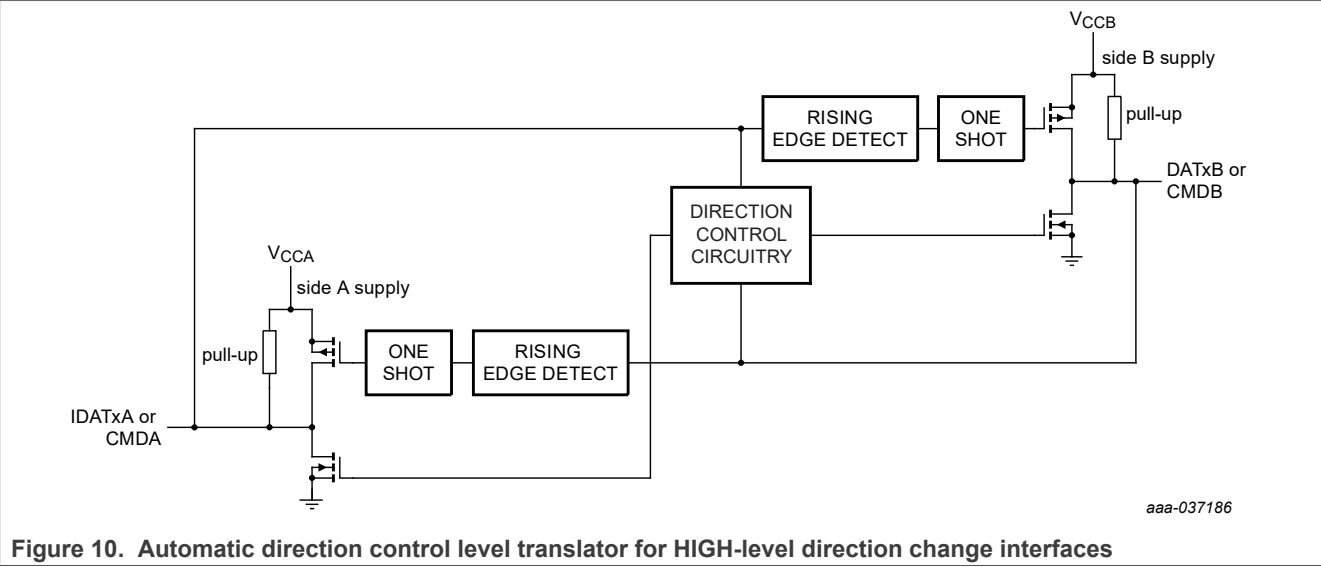 VCCB
side B supply
RISING
EDGE DETECT
ONE
SHOT
pull-up
DATxB or
CMDB
DIRECTION
CONTROL
CIRCUITRY
VCCA
side A supply
pull-up
ONE
SHOT
RISING
EDGE DETECT
IDATxA or
CMDA
aaa-037186
Figure 10. Automatic direction control level translator for HIGH-level direction change interfaces